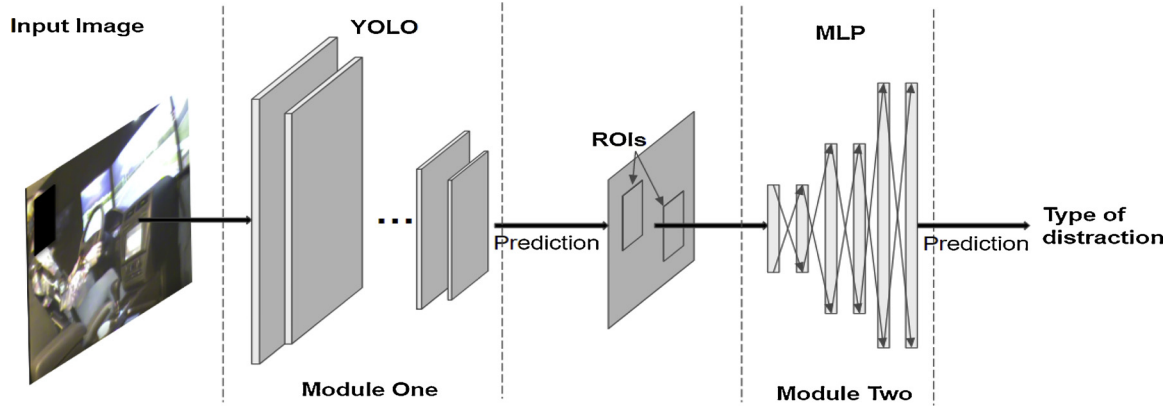 Input Image
YOLO
MLP
ROIs
...
Prediction
Prediction
Type of
distraction
Module One
Module Two